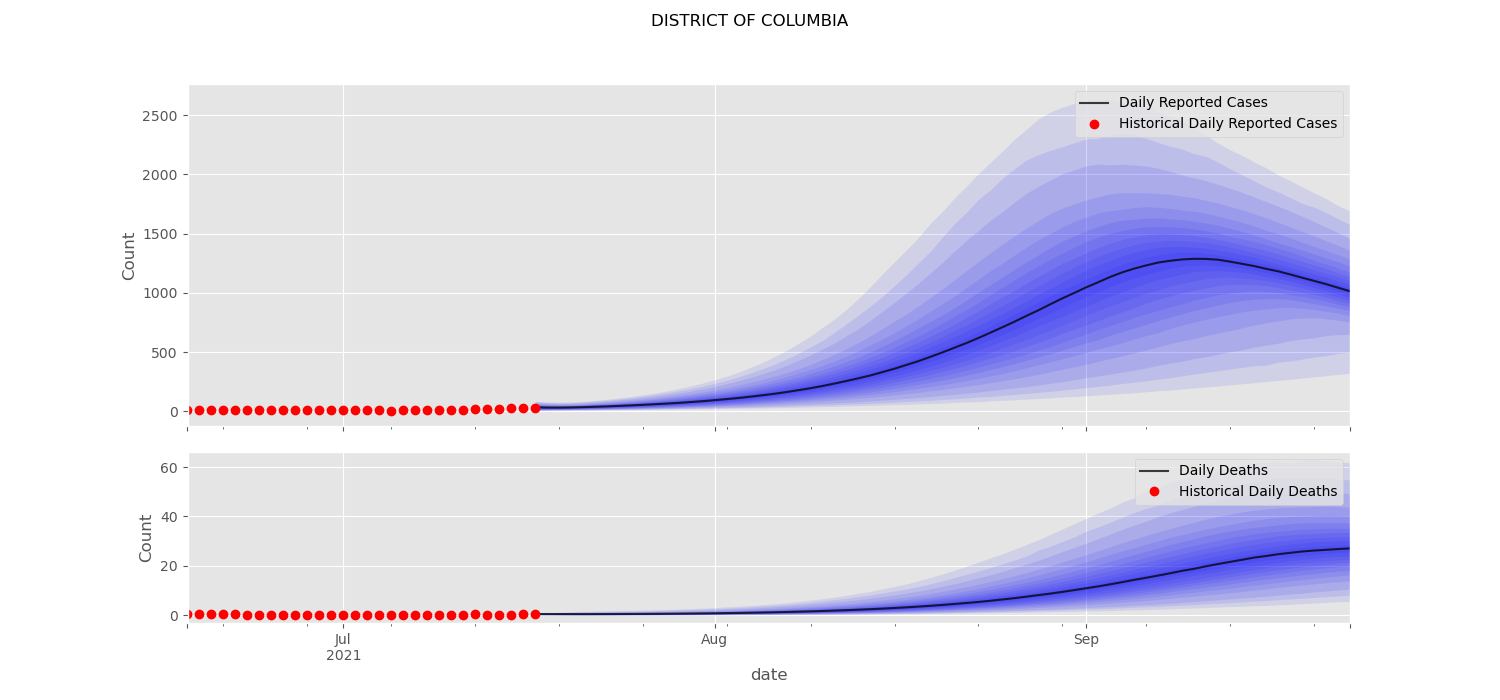 DISTRICT OF COLUMBIA
Daily Reported Cases
Historical Daily Reported Cases
Count
2500
2000
1500
1000
500
0
Daily Deaths
Historical Daily Deaths
Count
60
40
20
0
Jul
2021
Aug
Sep
date